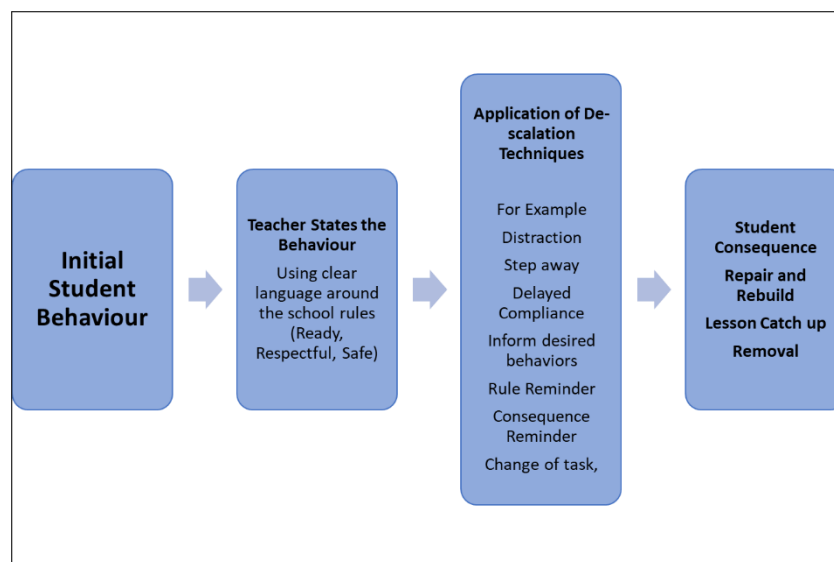 Initial
Student
Behaviour
Teacher States the
Behaviour
Using clear
language around
the school rules
(Ready,
Respectful, Safe)
Application of De-
scalation
Techniques
For Example
Distraction
Step away
Delayed
Compliance
Inform desired
behaviors
Rule Reminder
Consequence
Reminder
Change of task,
Student
Consequence
Repair and
Rebuild
Lesson Catch up
Removal